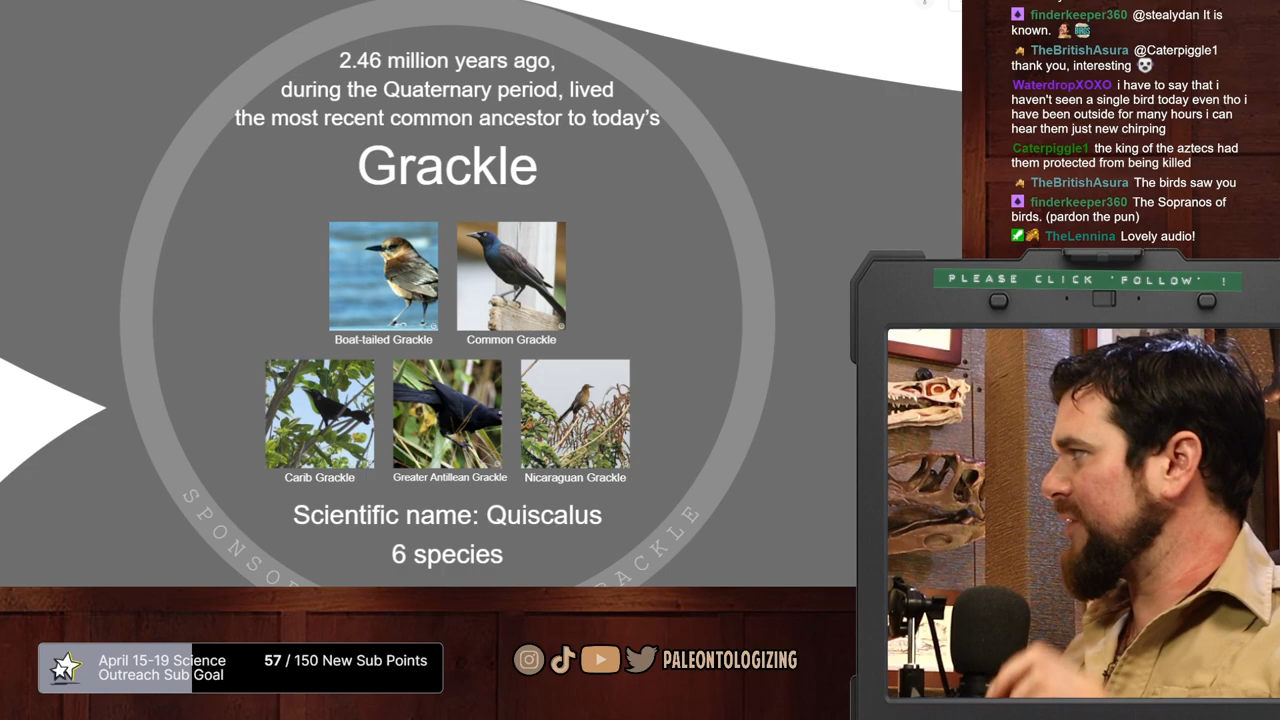 2.46 million years ago,
during the Quaternary period, lived
the most recent common ancestor to today's
Grackle
Boat-tailed Grackle
Common Grackle
Carib Grackle
Greater Antillean Grackle
Nicaraguan Grackle
Scientific name: Quiscalus
6 species
finderkeeper360 @stealydan It is
known.
TheBritishAsura @Caterpiggle1
thank you, interesting
WaterdropXOXO i have to say that i
haven't seen a single bird today even tho i
have been outside for many hours i can
hear them just new chirping
Caterpiggle1 the king of the aztecs had
them protected from being killed
TheBritishAsura The birds saw you
finderkeeper360 The Sopranos of
birds. (pardon the pun)
TheLennina Lovely audio!
PLEASE CLICK "FOLLOW" !
April 15-19 Science
Outreach Sub Goal
57 / 150 New Sub Points
PALEONTOLOGIZING